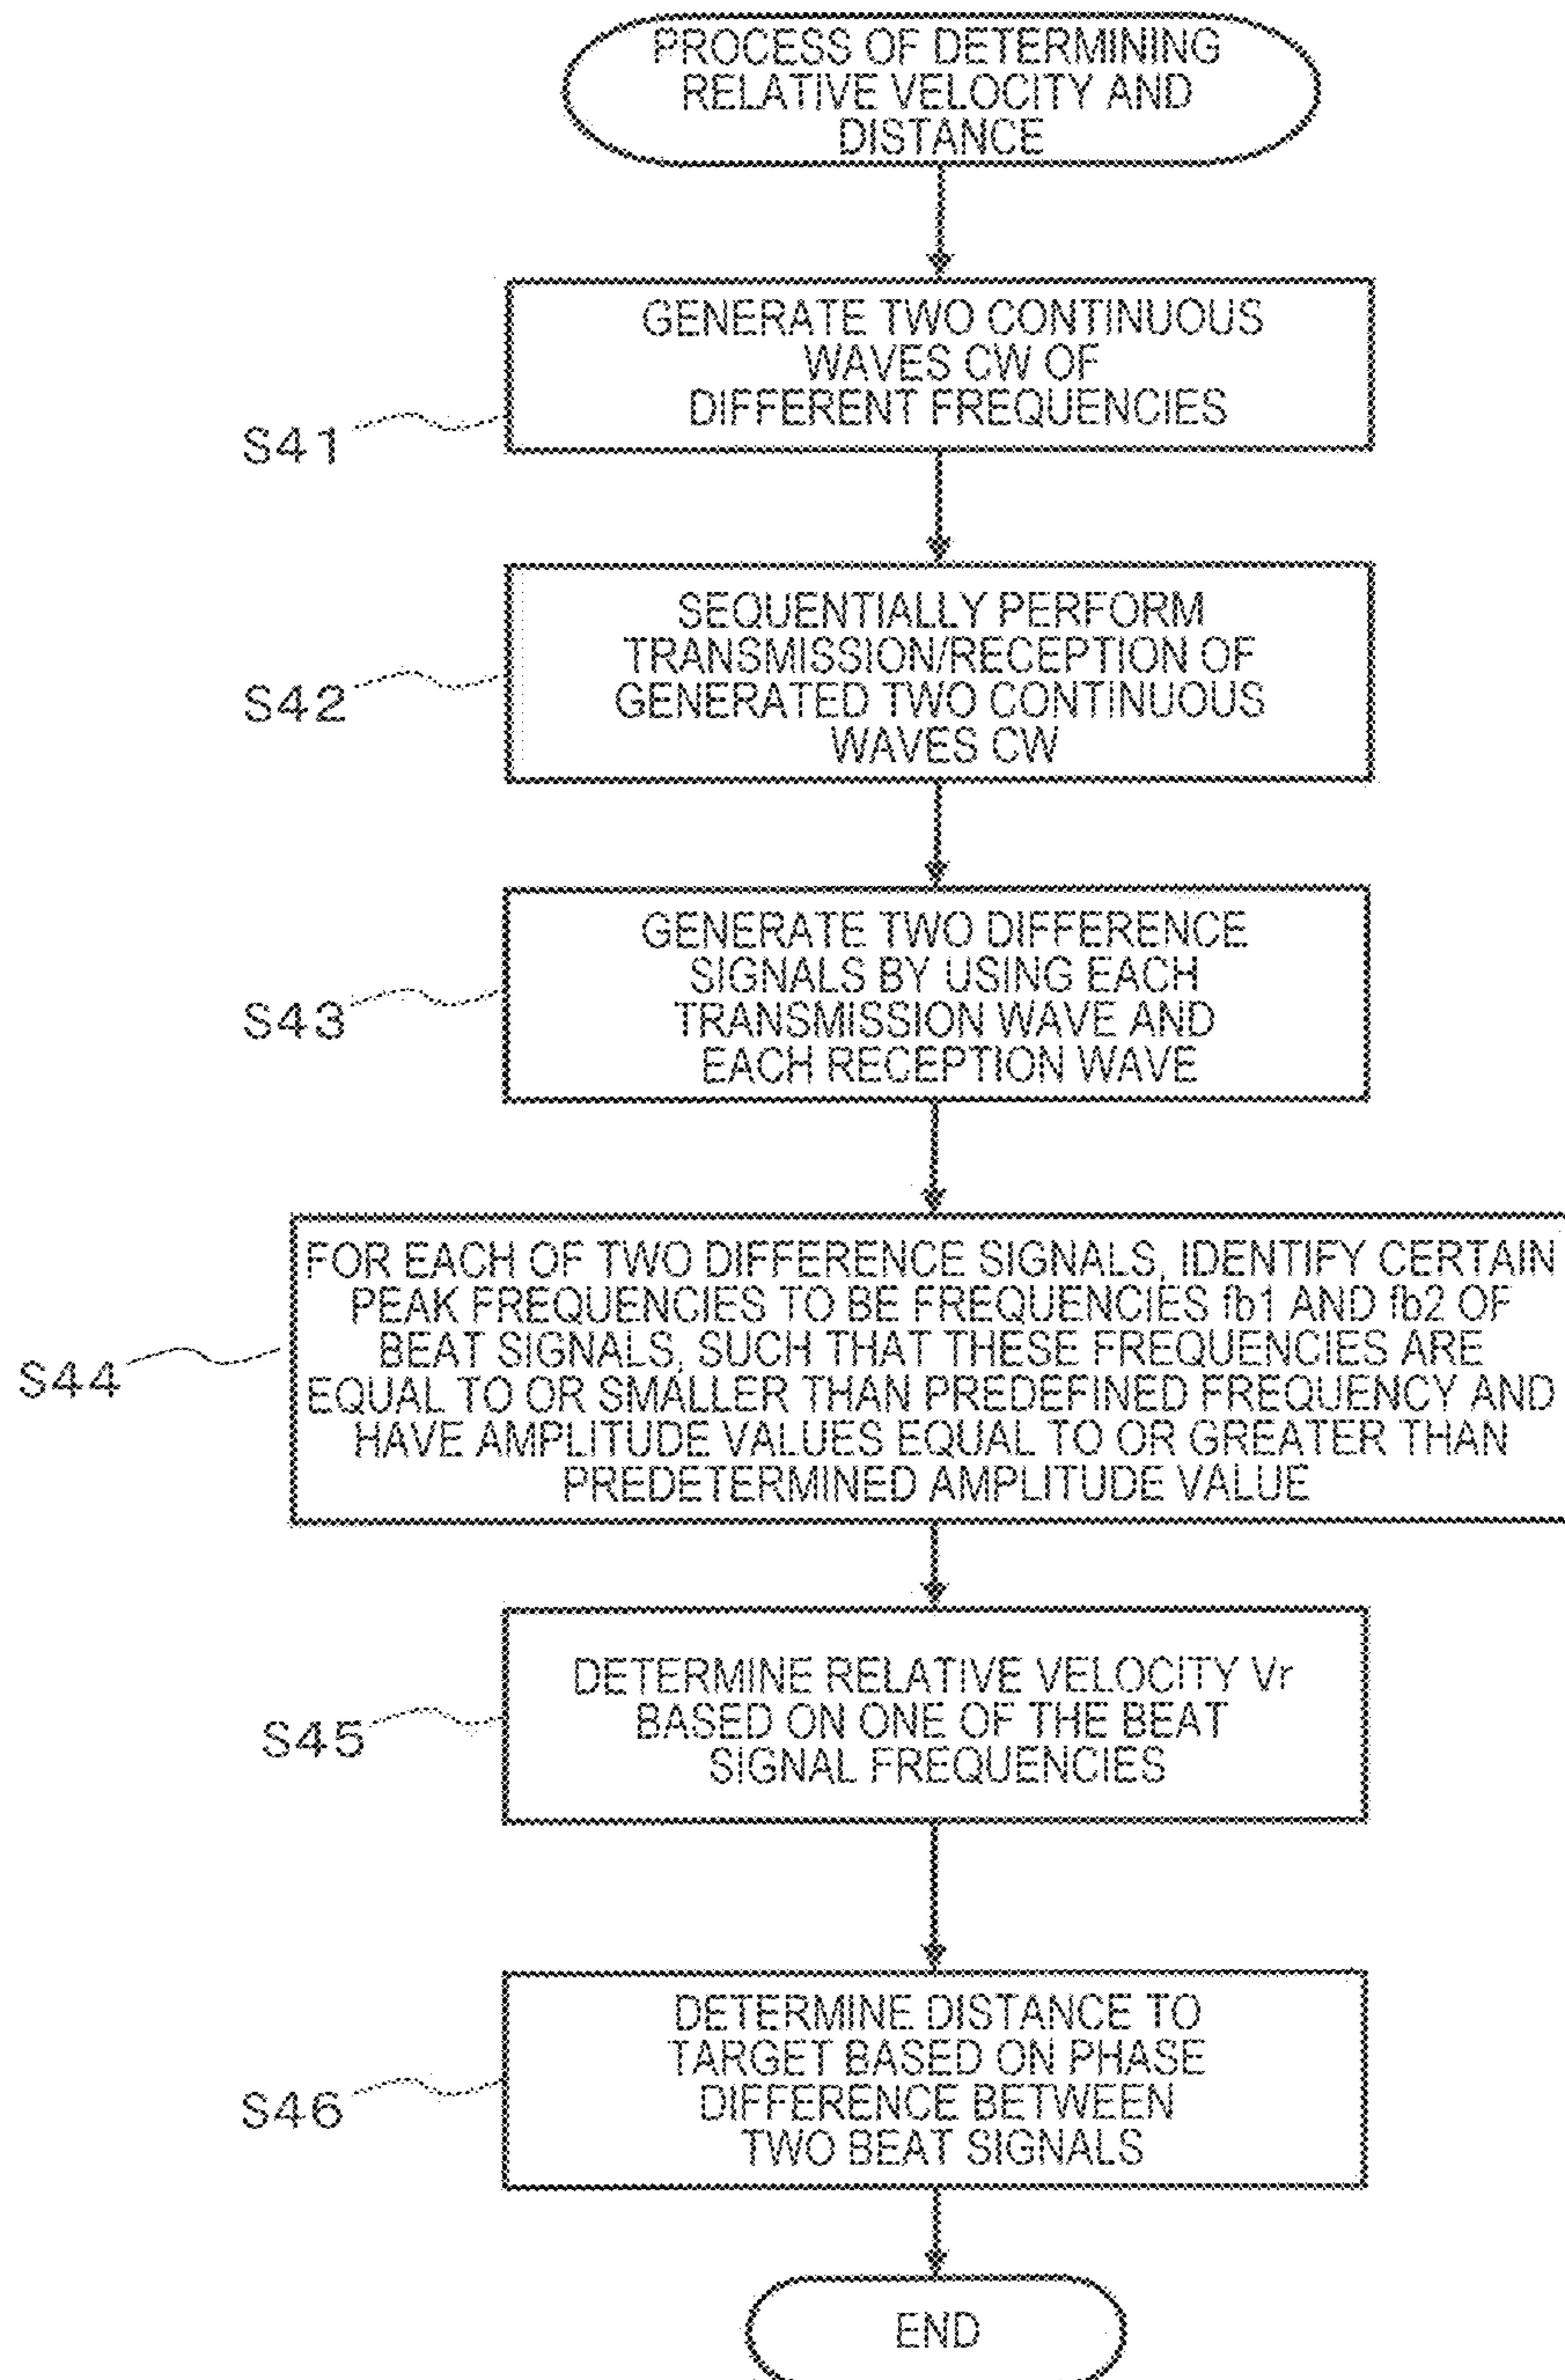 PROCESS OF DETERMINING
RELATIVE VELOCITY AND
DISTANCE
GENERATE TWO CONTINUOUS
WAVES CW OF
DIFFERENT FREQUENCIES
S41
SEQUENTIALLY PERFORM
TRANSMISSION/RECEPTION OF
GENERATED TWO CONTINUOUS
WAVES CW
S42
GENERATE TWO DIFFERENCE
SIGNALS BY USING EACH
TRANSMISSION WAVE AND
EACH RECEPTION WAVE
S43
FOR EACH OF TWO DIFFERENCE SIGNALS, IDENTIFY CERTAIN
PEAK FREQUENCIES TO BE FREQUENCIES fb1 AND fb2 OF
BEAT SIGNALS, SUCH THAT THESE FREQUENCIES ARE
EQUAL TO OR SMALLER THAN PREDEFINED FREQUENCY AND
HAVE AMPLITUDE VALUES EQUAL TO OR GREATER THAN
PREDETERMINED AMPLITUDE VALUE
S44
DETERMINE RELATIVE VELOCITY Vr
BASED ON ONE OF THE BEAT
SIGNAL FREQUENCIES
S45
DETERMINE DISTANCE TO
TARGET BASED ON PHASE
DIFFERENCE BETWEEN
TWO BEAT SIGNALS
S46
END